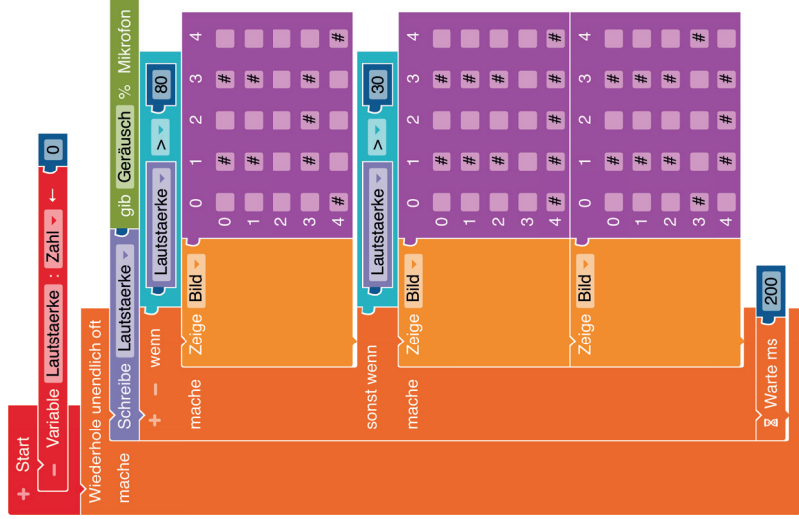 + Start
− Variable Lautstaerke : Zahl ← 0
Wiederhole unendlich oft
mache
Schreibe Lautstaerke gib Geräusch % Mikrofon
+ − wenn Lautstaerke > 80
mache
Zeige Bild
0 1 2 3 4
0 # #
1 # #
2
3 # # #
4 # #
sonst wenn Lautstaerke > 30
mache
Zeige Bild
0 1 2 3 4
0 # #
1 # #
2 # #
3
4 # # # # #
Zeige Bild
0 1 2 3 4
0 # #
1 # #
2 # #
3 # #
4 # # #
Warte ms 200